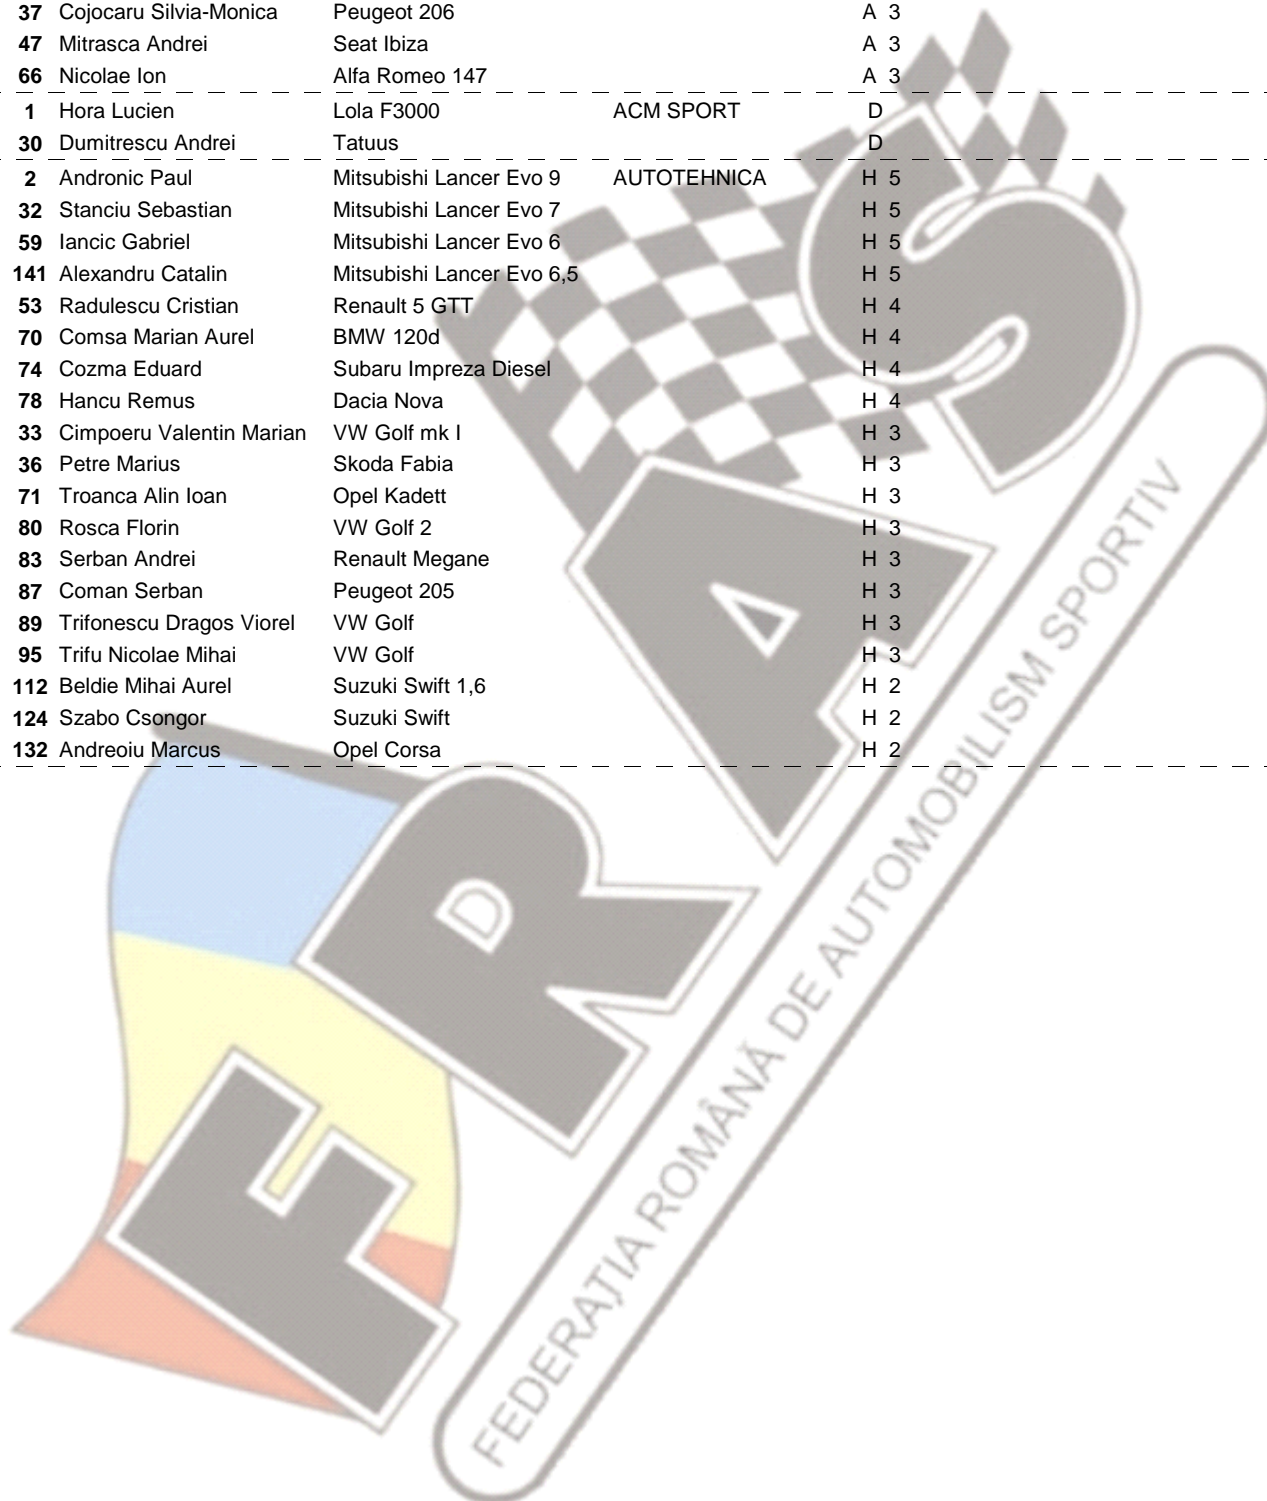 37 Cojocaru Silvia-Monica Peugeot 206 A 3
47 Mitrasca Andrei Seat Ibiza A 3
66 Nicolae Ion Alfa Romeo 147 A 3
1 Hora Lucien Lola F3000 ACM SPORT D
30 Dumitrescu Andrei Tatuus D
2 Andronic Paul Mitsubishi Lancer Evo 9 AUTOTEHNICA H 5
32 Stanciu Sebastian Mitsubishi Lancer Evo 7 H 5
59 Iancic Gabriel Mitsubishi Lancer Evo 6 H 5
141 Alexandru Catalin Mitsubishi Lancer Evo 6,5 H 5
53 Radulescu Cristian Renault 5 GTT H 4
70 Comsa Marian Aurel BMW 120d H 4
74 Cozma Eduard Subaru Impreza Diesel H 4
78 Hancu Remus Dacia Nova H 4
33 Cimpoeru Valentin Marian VW Golf mk I H 3
36 Petre Marius Skoda Fabia H 3
71 Troanca Alin Ioan Opel Kadett H 3
80 Rosca Florin VW Golf 2 H 3
83 Serban Andrei Renault Megane H 3
87 Coman Serban Peugeot 205 H 3
89 Trifonescu Dragos Viorel VW Golf H 3
95 Trifu Nicolae Mihai VW Golf H 3
112 Beldie Mihai Aurel Suzuki Swift 1,6 H 2
124 Szabo Csongor Suzuki Swift H 2
132 Andreoiu Marcus Opel Corsa H 2
FRAS
FEDERAȚIA ROMÂNĂ DE AUTOMOBILISM SPORTIV